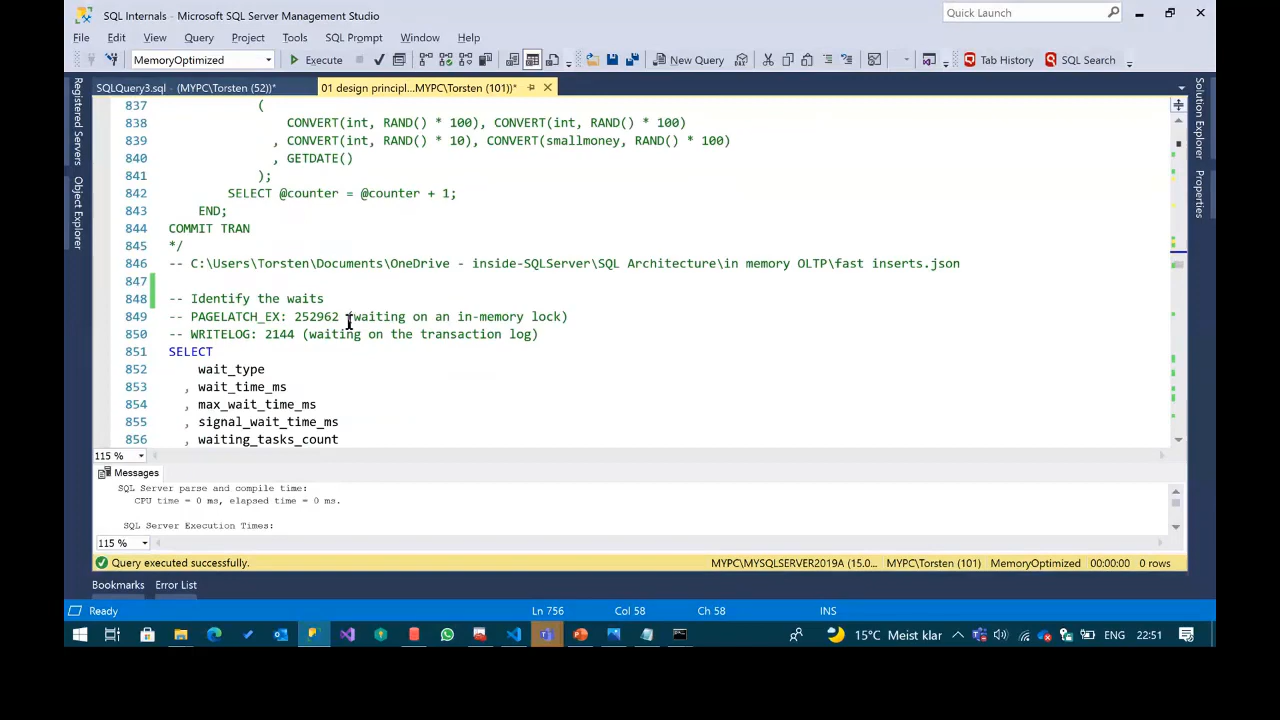 SQL Internals - Microsoft SQL Server Management Studio
Quick Launch
File Edit View Query Project Tools SQL Prompt Window Help
MemoryOptimized Execute New Query Tab History SQL Search
SQLQuery3.sql - (MYPC\Torsten (52))* 01 design principl...MYPC\Torsten (101))*
Registered Servers
Object Explorer
Solution Explorer
Properties
837 (
838 CONVERT(int, RAND() * 100), CONVERT(int, RAND() * 100)
839 , CONVERT(int, RAND() * 10), CONVERT(smallmoney, RAND() * 100)
840 , GETDATE()
841 );
842 SELECT @counter = @counter + 1;
843 END;
844 COMMIT TRAN
845 */
846 -- C:\Users\Torsten\Documents\OneDrive - inside-SQLServer\SQL Architecture\in memory OLTP\fast inserts.json
847
848 -- Identify the waits
849 -- PAGELATCH_EX: 252962 (waiting on an in-memory lock)
850 -- WRITELOG: 2144 (waiting on the transaction log)
851 SELECT
852 wait_type
853 , wait_time_ms
854 , max_wait_time_ms
855 , signal_wait_time_ms
856 , waiting_tasks_count
115 %
Messages
SQL Server parse and compile time:
CPU time = 0 ms, elapsed time = 0 ms.
SQL Server Execution Times:
115 %
Query executed successfully. MYPC\MYSQLSERVER2019A (15.0... MYPC\Torsten (101) MemoryOptimized 00:00:00 0 rows
Bookmarks Error List
Ready Ln 756 Col 58 Ch 58 INS
15°C Meist klar ENG 22:51